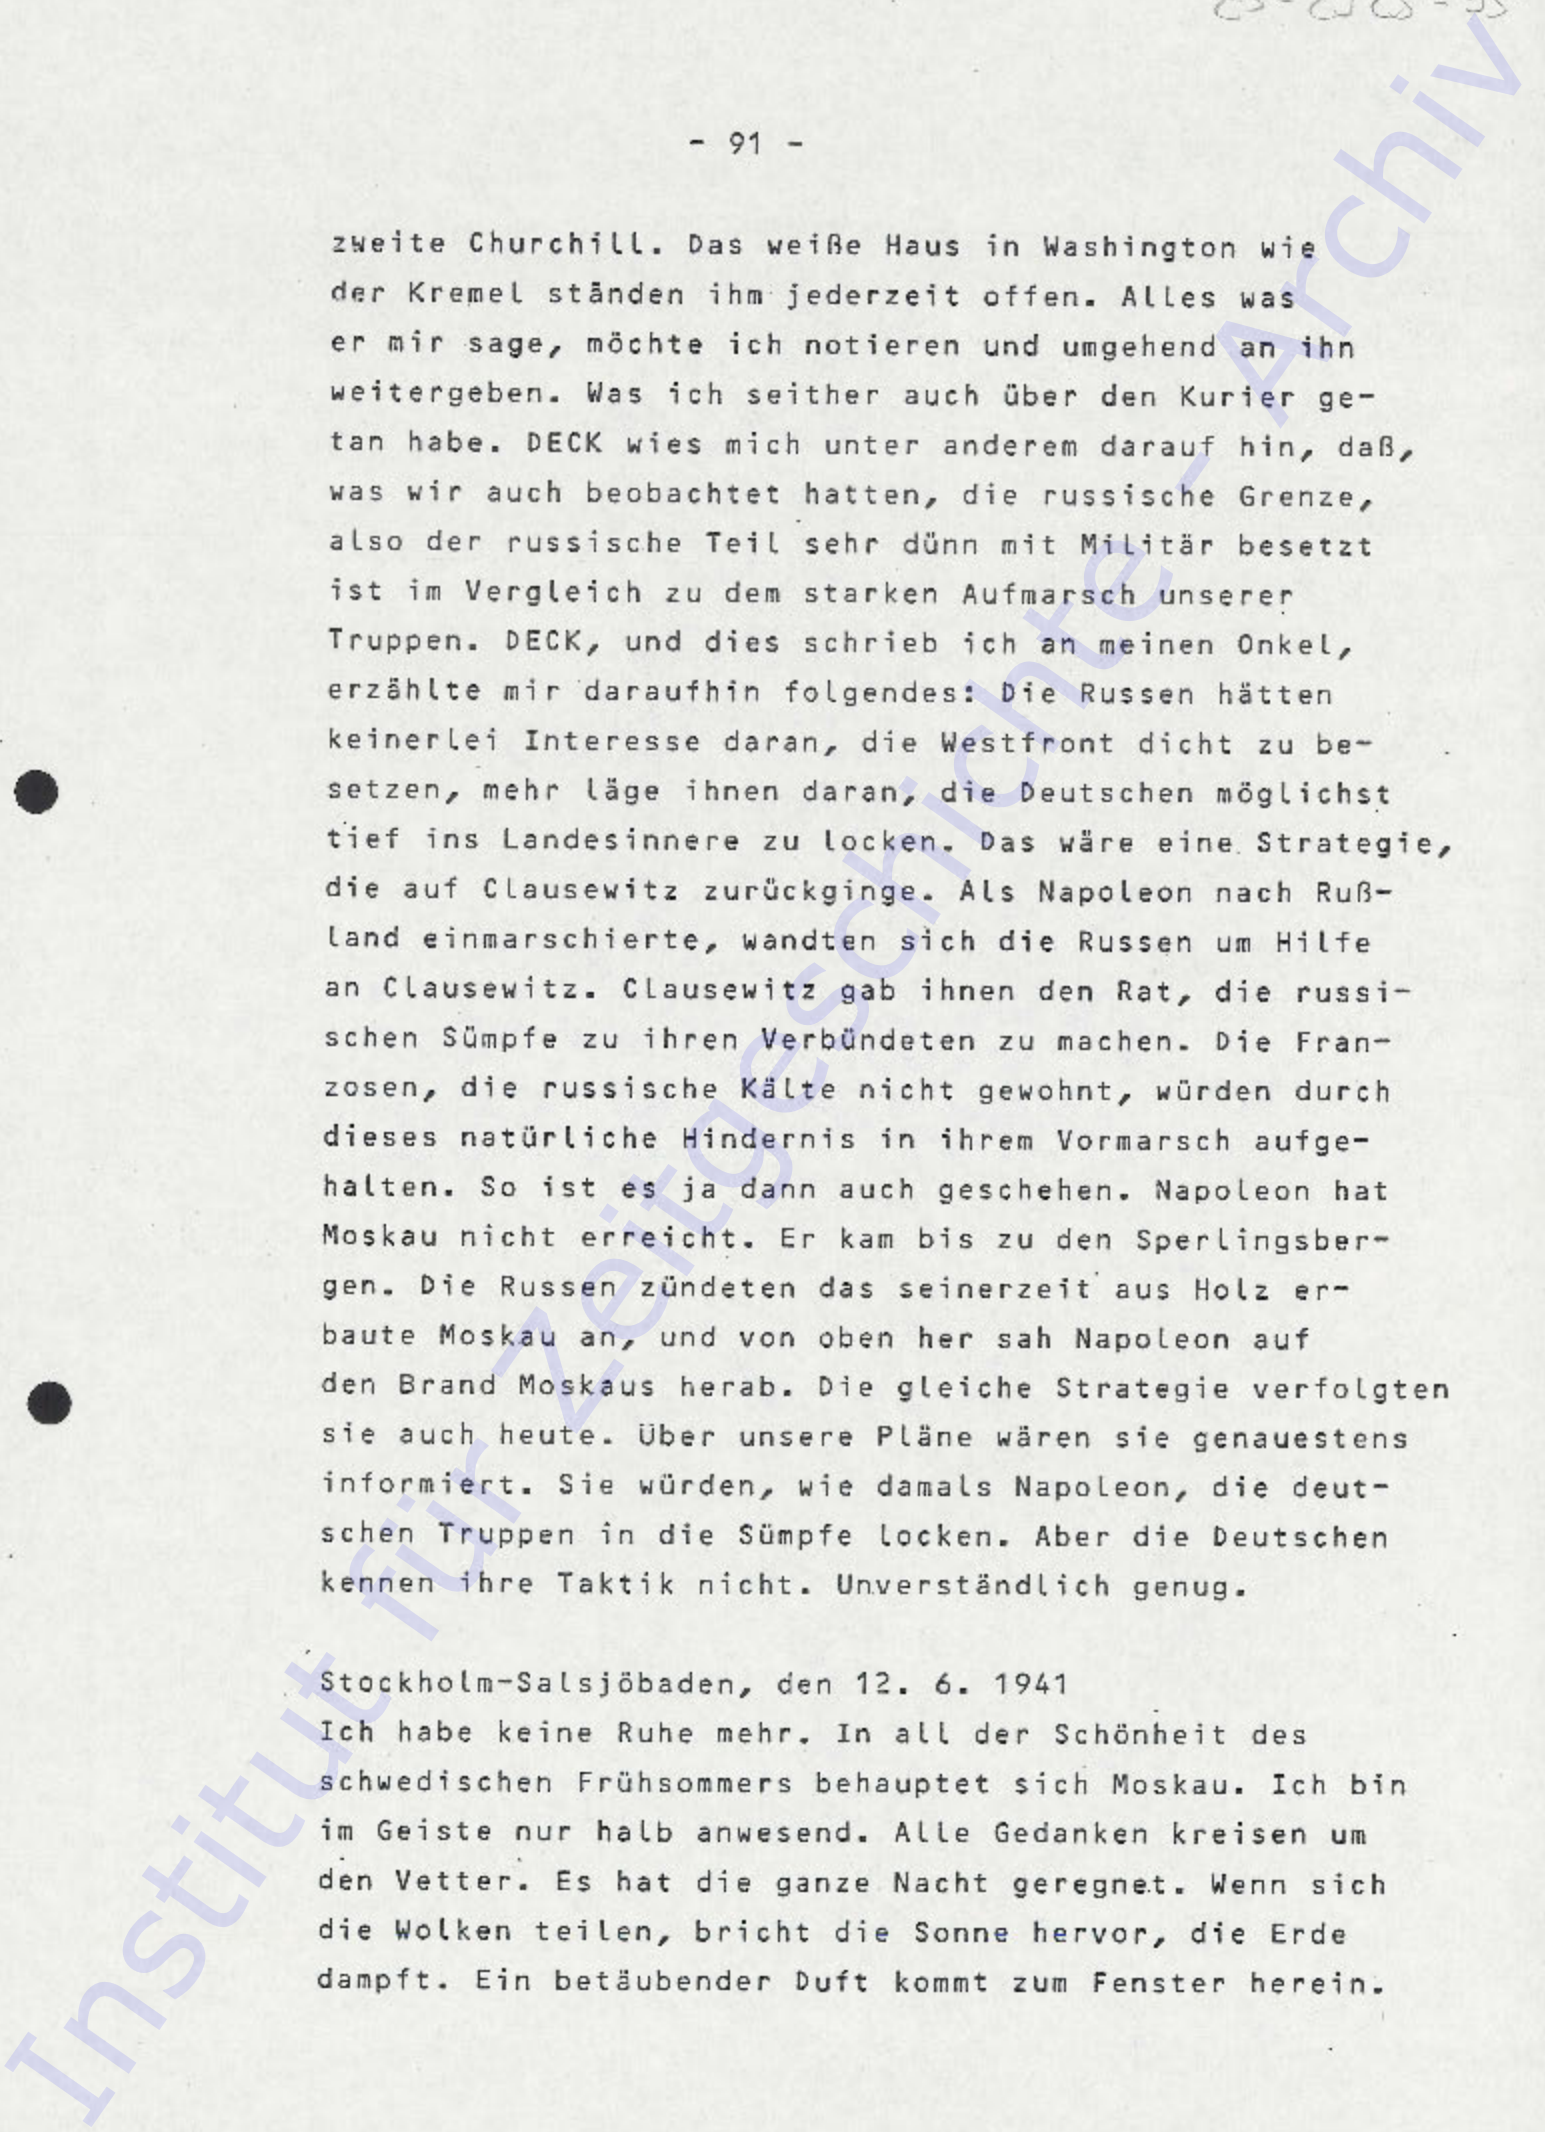 - 91 -
zweite Churchill. Das weiße Haus in Washington wie
der Kremel ständen ihm jederzeit offen. Alles was
er mir sage, möchte ich notieren und umgehend an ihn
weitergeben. Was ich seither auch über den Kurier ge-
tan habe. DECK wies mich unter anderem darauf hin, daß,
was wir auch beobachtet hatten, die russische Grenze,
also der russische Teil sehr dünn mit Militär besetzt
ist im Vergleich zu dem starken Aufmarsch unserer
Truppen. DECK, und dies schrieb ich an meinen Onkel,
erzählte mir daraufhin folgendes: Die Russen hätten
keinerlei Interesse daran, die Westfront dicht zu be-
setzen, mehr läge ihnen daran, die Deutschen möglichst
tief ins Landesinnere zu locken. Das wäre eine Strategie,
die auf Clausewitz zurückginge. Als Napoleon nach Ruß-
land einmarschierte, wandten sich die Russen um Hilfe
an Clausewitz. Clausewitz gab ihnen den Rat, die russi-
schen Sümpfe zu ihren Verbündeten zu machen. Die Fran-
zosen, die russische Kälte nicht gewohnt, würden durch
dieses natürliche Hindernis in ihrem Vormarsch aufge-
halten. So ist es ja dann auch geschehen. Napoleon hat
Moskau nicht erreicht. Er kam bis zu den Sperlingsber-
gen. Die Russen zündeten das seinerzeit aus Holz er-
baute Moskau an, und von oben her sah Napoleon auf
den Brand Moskaus herab. Die gleiche Strategie verfolgten
sie auch heute. Über unsere Pläne wären sie genauestens
informiert. Sie würden, wie damals Napoleon, die deut-
schen Truppen in die Sümpfe locken. Aber die Deutschen
kennen ihre Taktik nicht. Unverständlich genug.
Stockholm-Salsjöbaden, den 12. 6. 1941
Ich habe keine Ruhe mehr. In all der Schönheit des
schwedischen Frühsommers behauptet sich Moskau. Ich bin
im Geiste nur halb anwesend. Alle Gedanken kreisen um
den Vetter. Es hat die ganze Nacht geregnet. Wenn sich
die Wolken teilen, bricht die Sonne hervor, die Erde
dampft. Ein betäubender Duft kommt zum Fenster herein.
Institut für Zeitgeschichte - Archiv